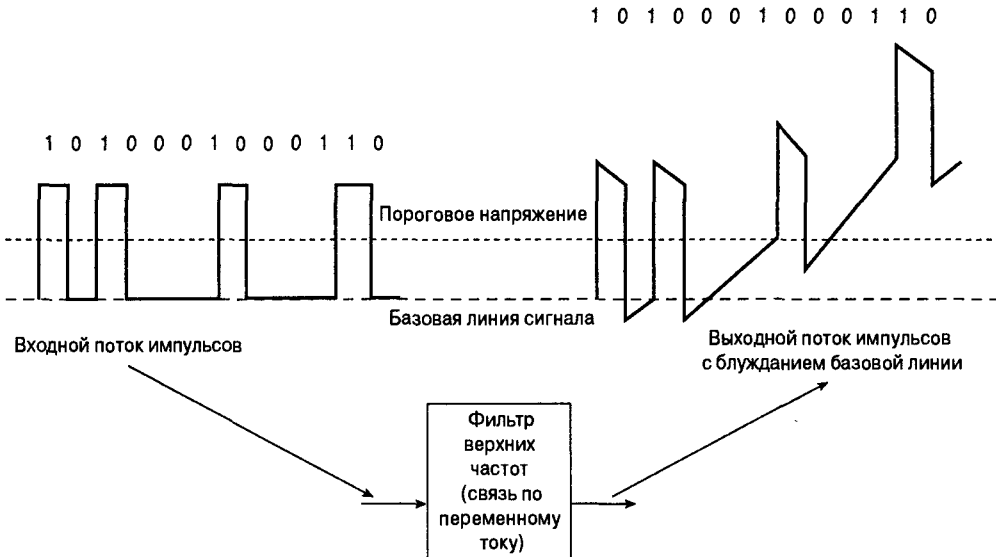 1 0 1 0 0 0 1 0 0 0 1 1 0
1 0 1 0 0 0 1 0 0 0 1 1 0
Пороговое напряжение
Базовая линия сигнала
Входной поток импульсов
Выходной поток импульсов
с блужданием базовой линии
Фильтр
верхних
частот
(связь по
переменному
току)